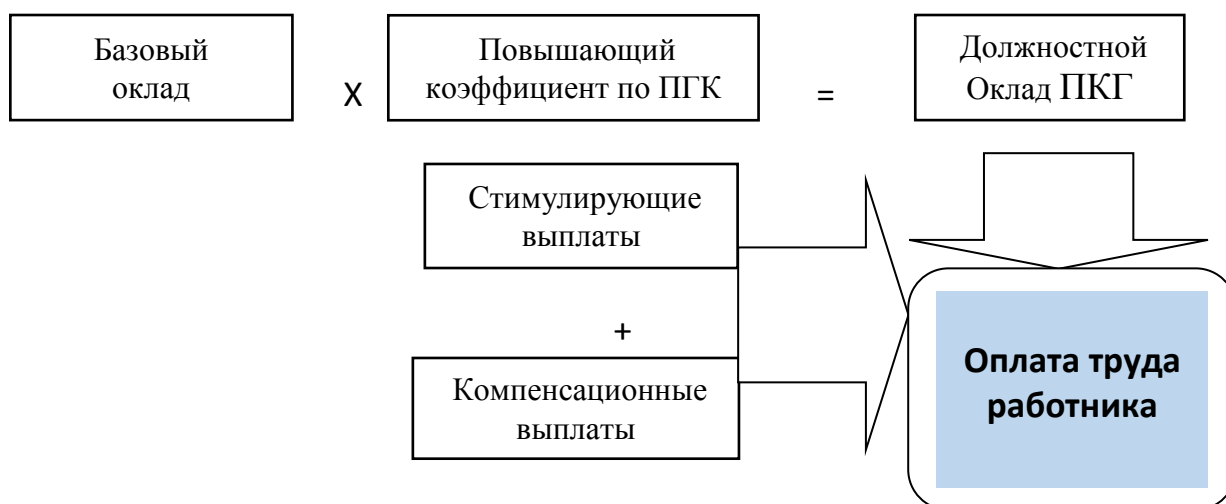 Базовый
оклад
X
Повышающий
коэффициент по ПГК
=
Должностной
Оклад ПКГ
Стимулирующие
выплаты
+
Компенсационные
выплаты
Оплата труда
работника